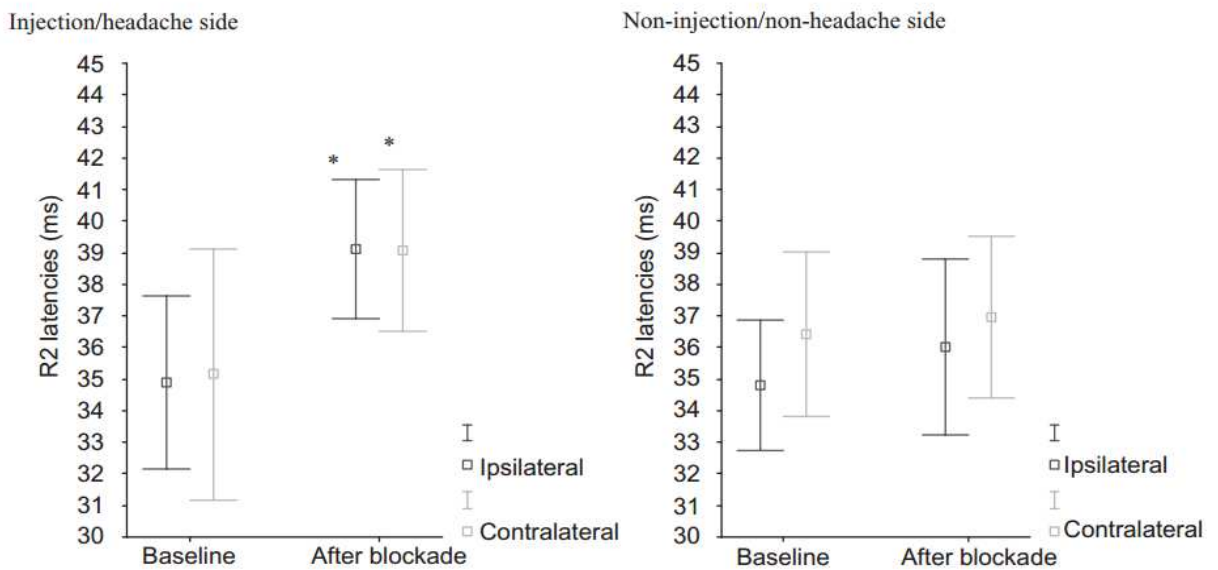 Injection/headache side
R2 latencies (ms)
45
44
43
42
41
40
39
38
37
36
35
34
33
32
31
30
*
*
Baseline
After blockade
Ipsilateral
Contralateral
Non-injection/non-headache side
R2 latencies (ms)
45
44
43
42
41
40
39
38
37
36
35
34
33
32
31
30
Baseline
After blockade
Ipsilateral
Contralateral